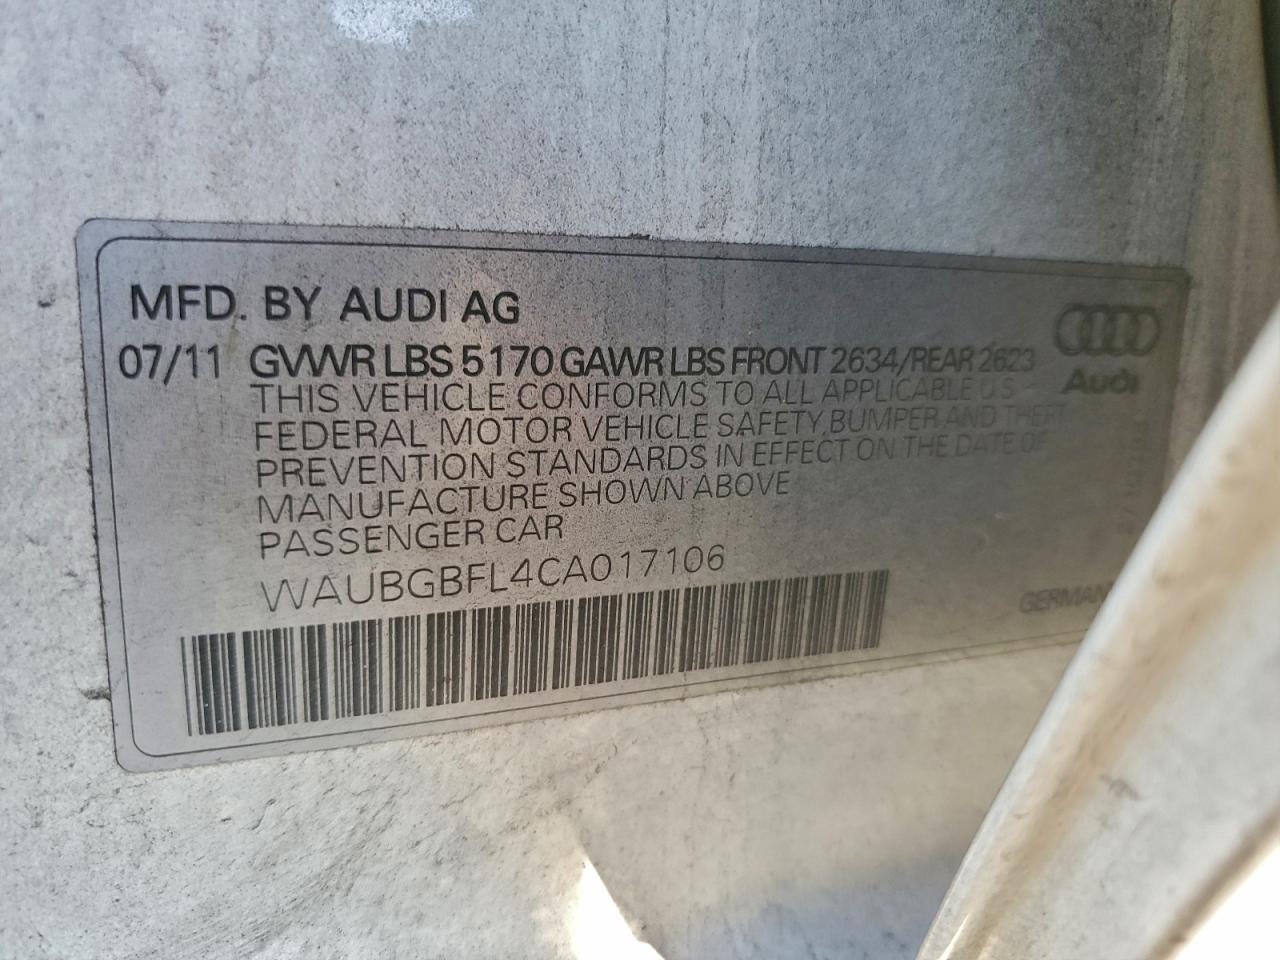 MFD. BY AUDI AG
07/11 GVWR LBS 5170 GAWR LBS FRONT 2634/REAR 2623
Audi
THIS VEHICLE CONFORMS TO ALL APPLICABLE U.S
FEDERAL MOTOR VEHICLE SAFETY, BUMPER AND THEFT
PREVENTION STANDARDS IN EFFECT ON THE DATE OF
MANUFACTURE SHOWN ABOVE
PASSENGER CAR
WAUBGBFL4CA017106